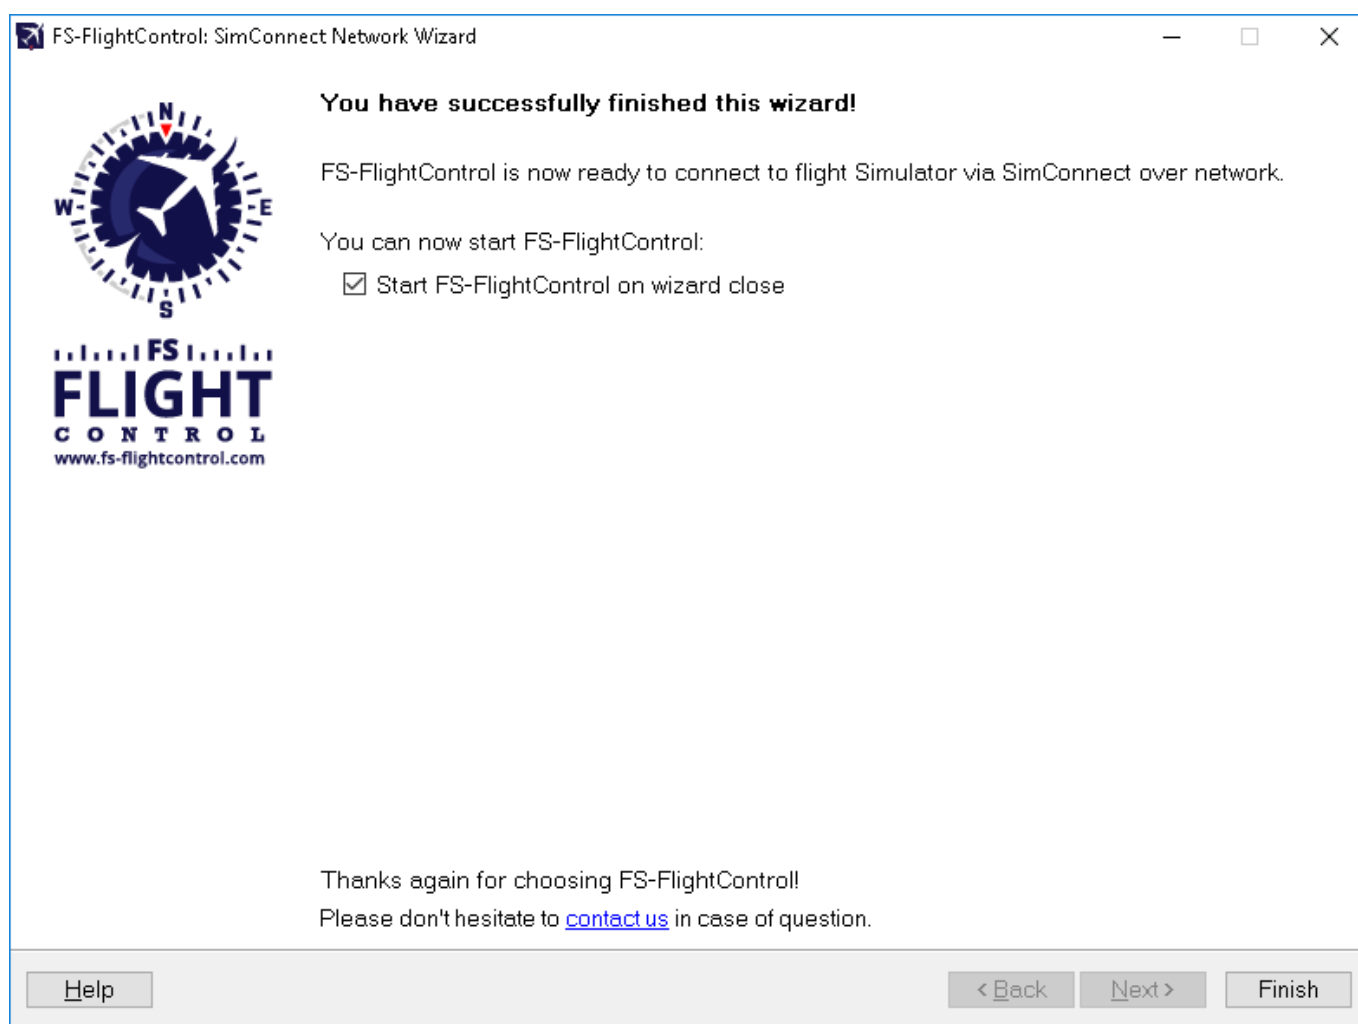 FS-FlightControl: SimConnect Network Wizard
N
W
E
S
FS
FLIGHT
CONTROL
www.fs-flightcontrol.com
You have successfully finished this wizard!
FS-FlightControl is now ready to connect to flight Simulator via SimConnect over network.
You can now start FS-FlightControl:
Start FS-FlightControl on wizard close
Thanks again for choosing FS-FlightControl!
Please don't hesitate to contact us in case of question.
Help
< Back
Next >
Finish